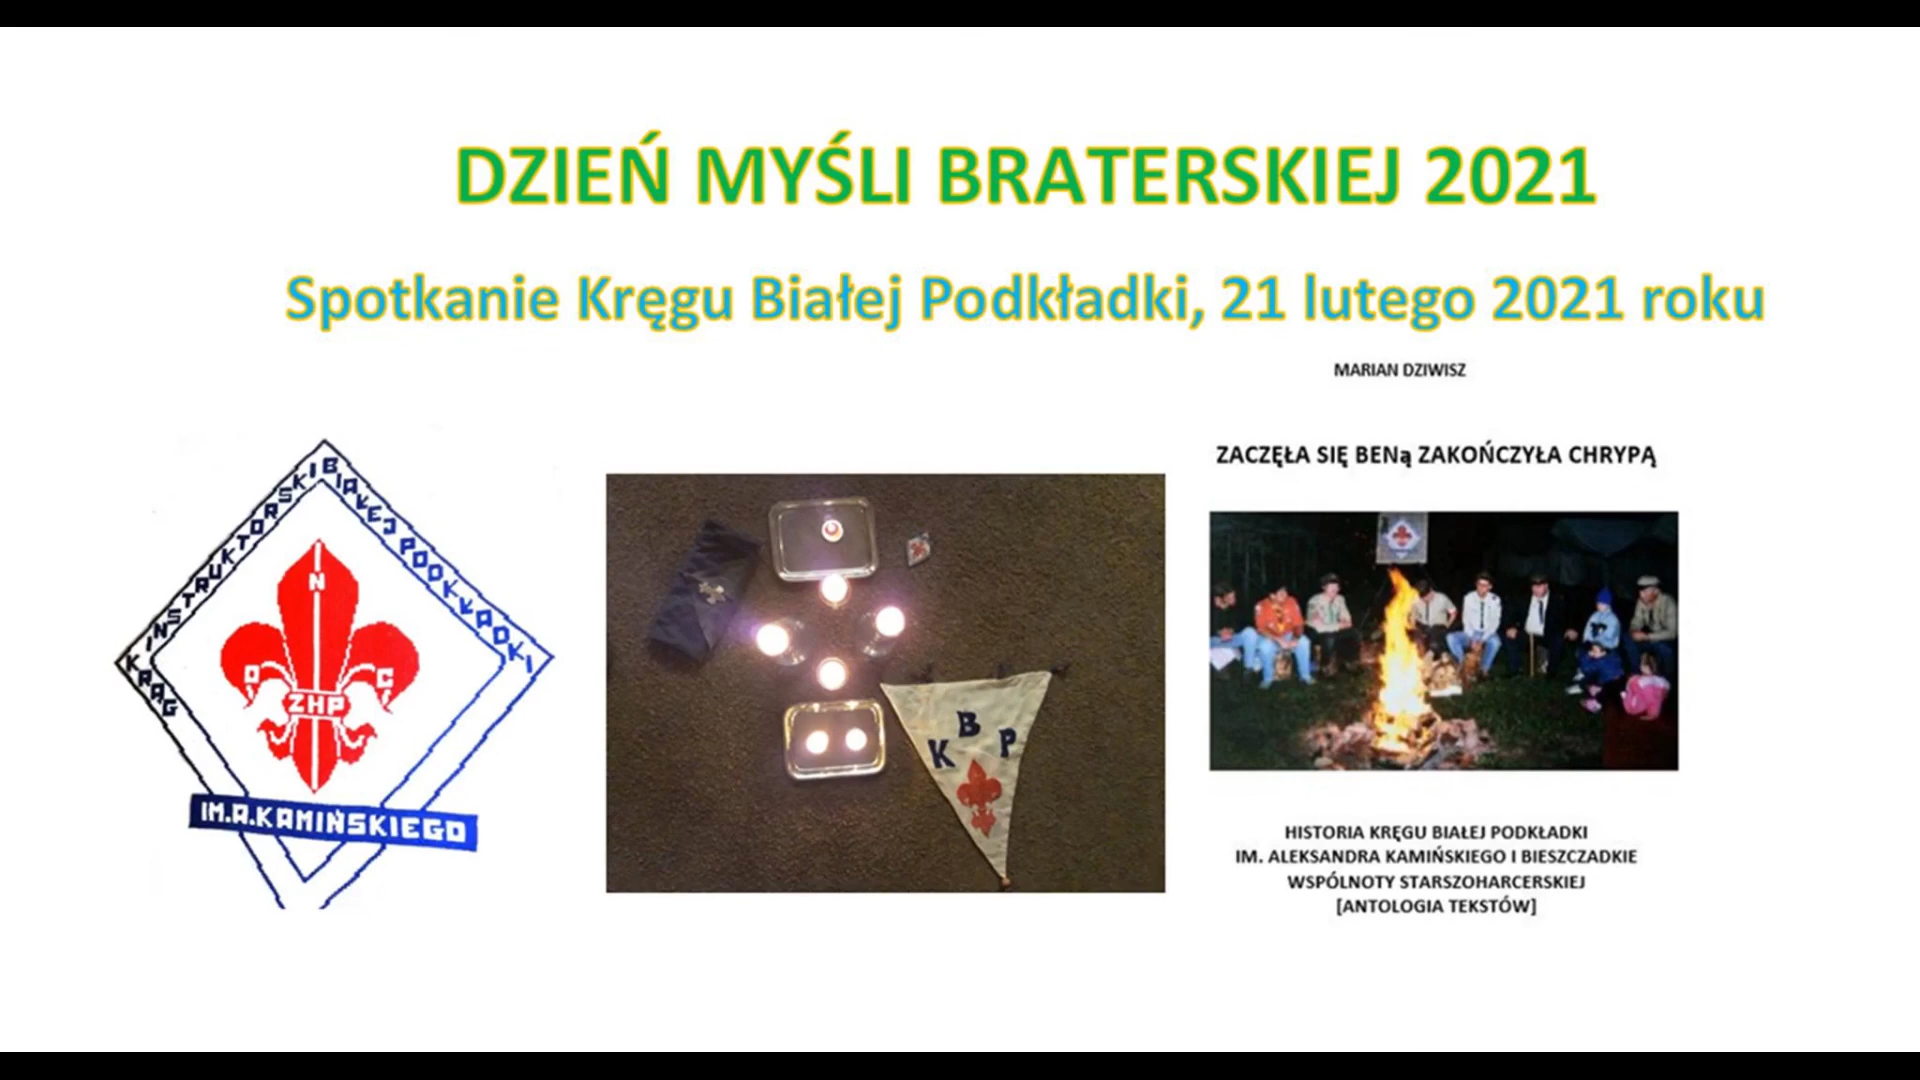 DZIEŃ MYŚLI BRATERSKIEJ 2021
Spotkanie Kręgu Białej Podkładki, 21 lutego 2021 roku
MARIAN DZIWISZ
ZACZĘŁA SIĘ BENą ZAKOŃCZYŁA CHRYPĄ
KRĄG INSTRUKTORSKI BIAŁEJ PODKŁADKI
N
O C
ZHP
IM.A.KAMIŃSKIEGO
K B P
HISTORIA KRĘGU BIAŁEJ PODKŁADKI
IM. ALEKSANDRA KAMIŃSKIEGO I BIESZCZADKIE
WSPÓLNOTY STARSZOHARCERSKIEJ
[ANTOLOGIA TEKSTÓW]